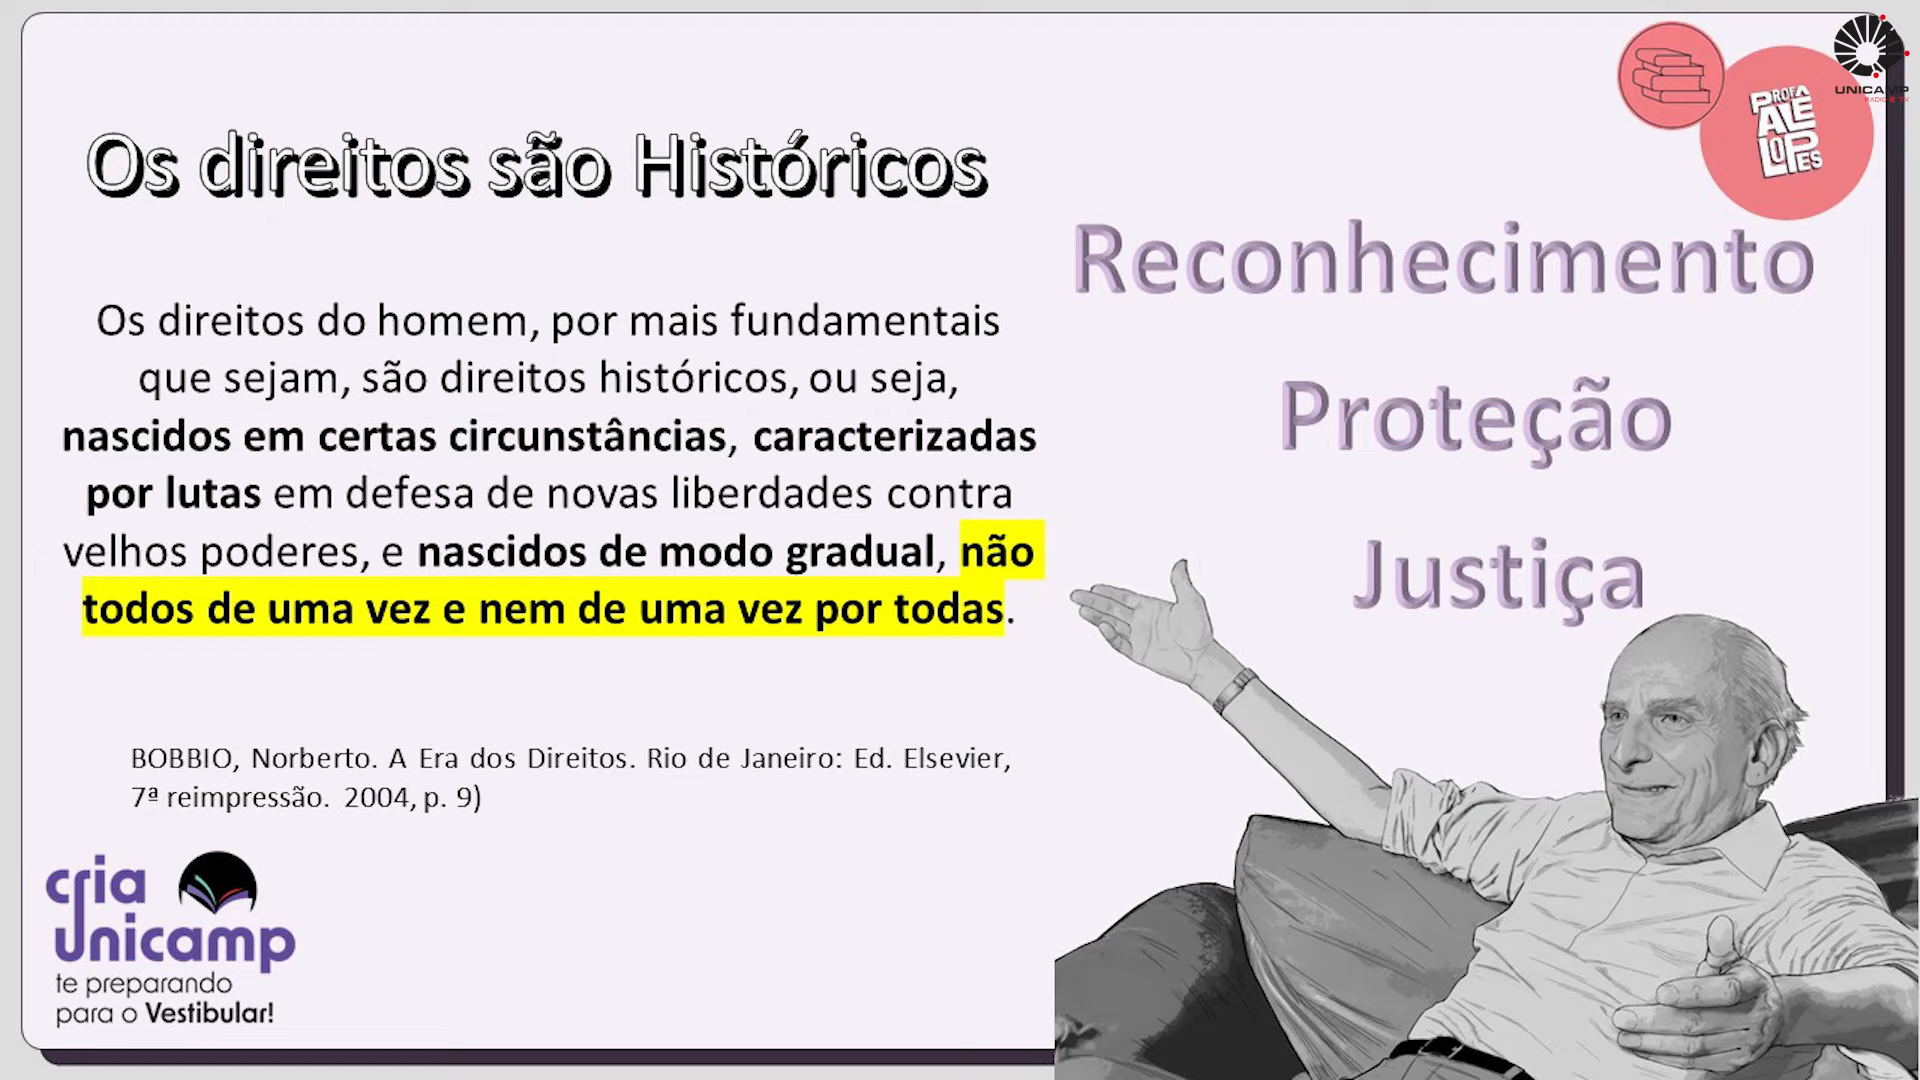 Os direitos são Históricos
Os direitos do homem, por mais fundamentais
que sejam, são direitos históricos, ou seja,
nascidos em certas circunstâncias, caracterizadas
por lutas em defesa de novas liberdades contra
velhos poderes, e nascidos de modo gradual, não
todos de uma vez e nem de uma vez por todas.
BOBBIO, Norberto. A Era dos Direitos. Rio de Janeiro: Ed. Elsevier,
7ª reimpressão. 2004, p. 9)
Reconhecimento
Proteção
Justiça
PROFA
ALE
LOPES
UNICAMP
RADIO E TV
cria
Unicamp
te preparando
para o Vestibular!